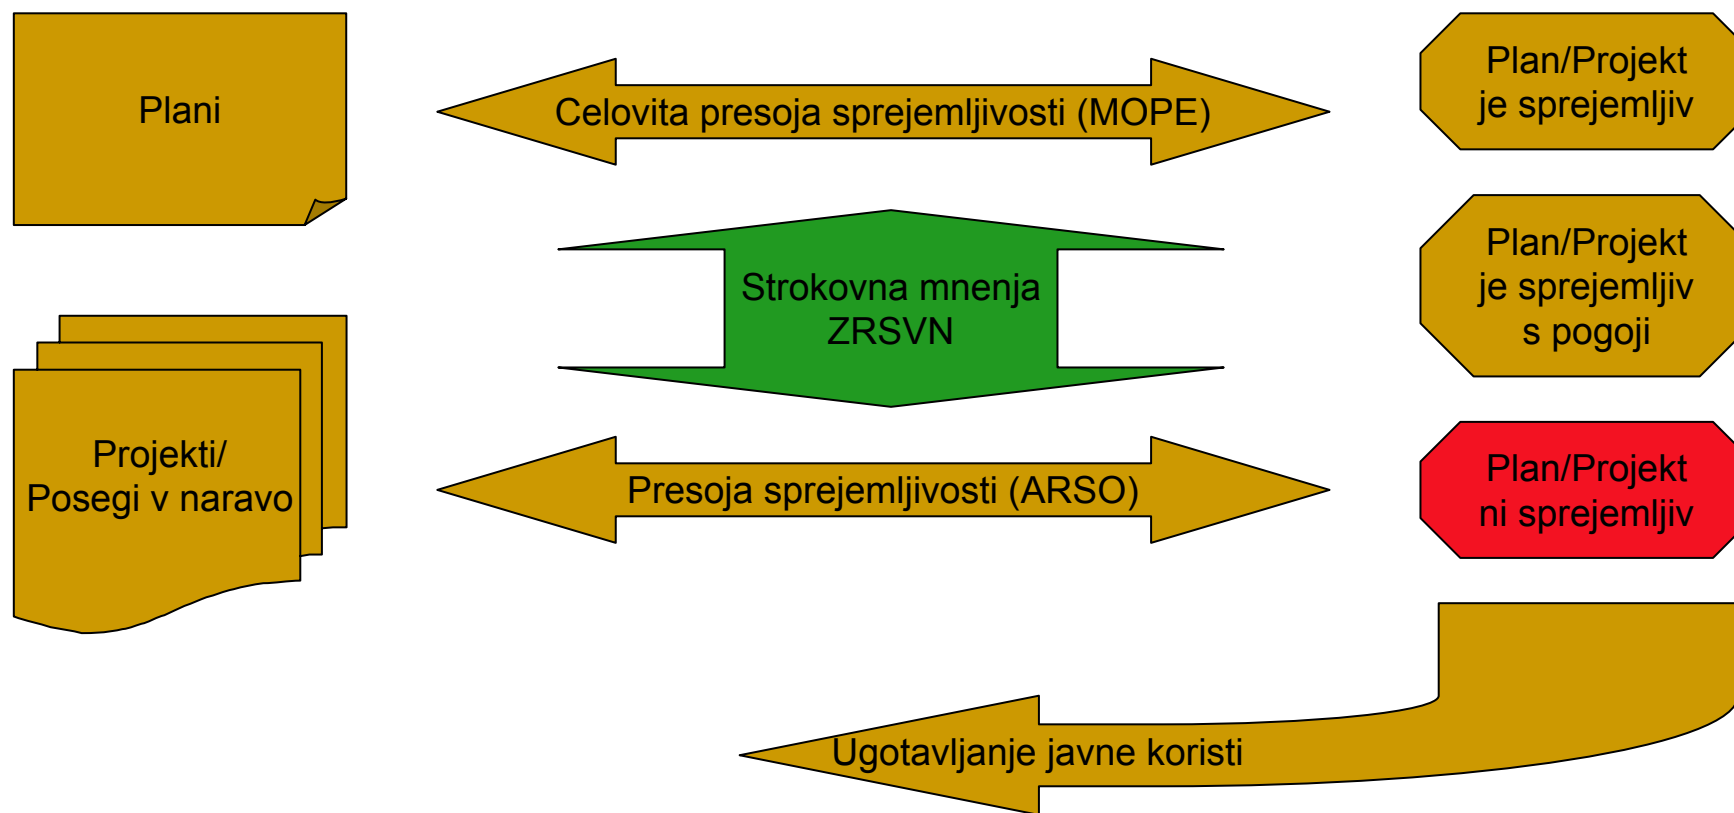 Plani
Celovita presoja sprejemljivosti (MOPE)
Plan/Projekt
je sprejemljiv
Strokovna mnenja
ZRSVN
Plan/Projekt
je sprejemljiv
s pogoji
Projekti/
Posegi v naravo
Presoja sprejemljivosti (ARSO)
Plan/Projekt
ni sprejemljiv
Ugotavljanje javne koristi